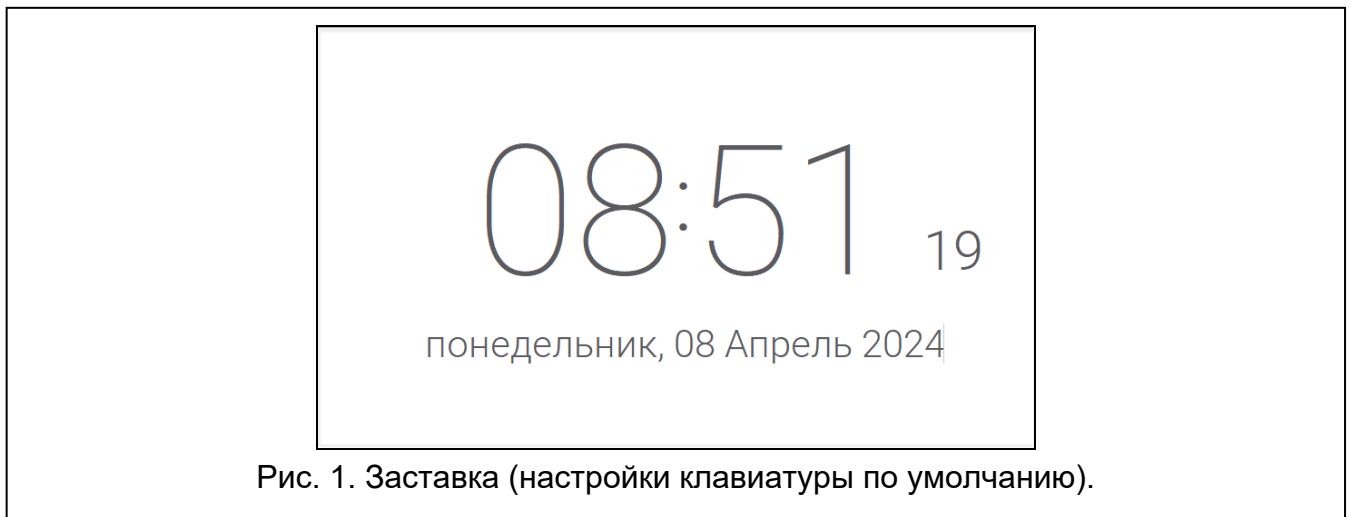 08:51 19
понедельник, 08 Апрель 2024
Рис. 1. Заставка (настройки клавиатуры по умолчанию).